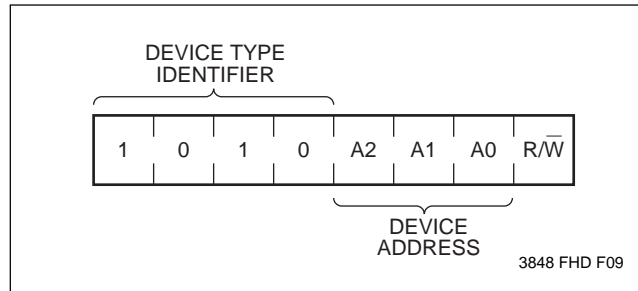 DEVICE TYPE
IDENTIFIER
1 0 1 0 A2 A1 A0 R/W̅
DEVICE
ADDRESS
3848 FHD F09